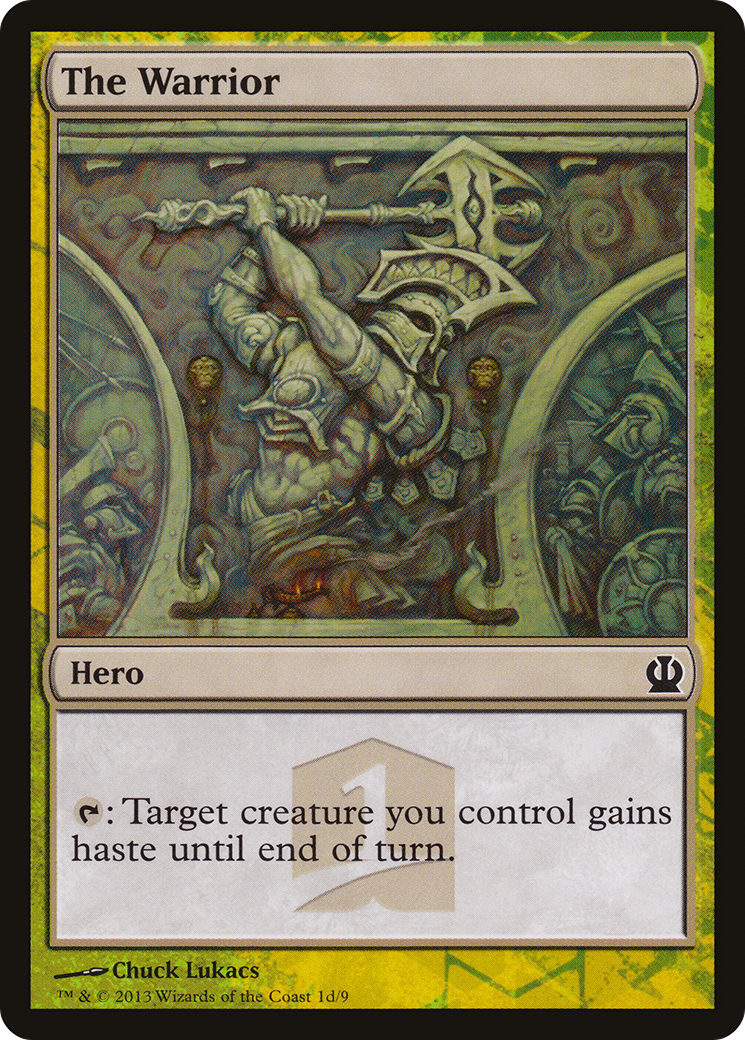 The Warrior
Hero
1
: Target creature you control gains
haste until end of turn.
Chuck Lukacs
™ & © 2013 Wizards of the Coast 1d/9